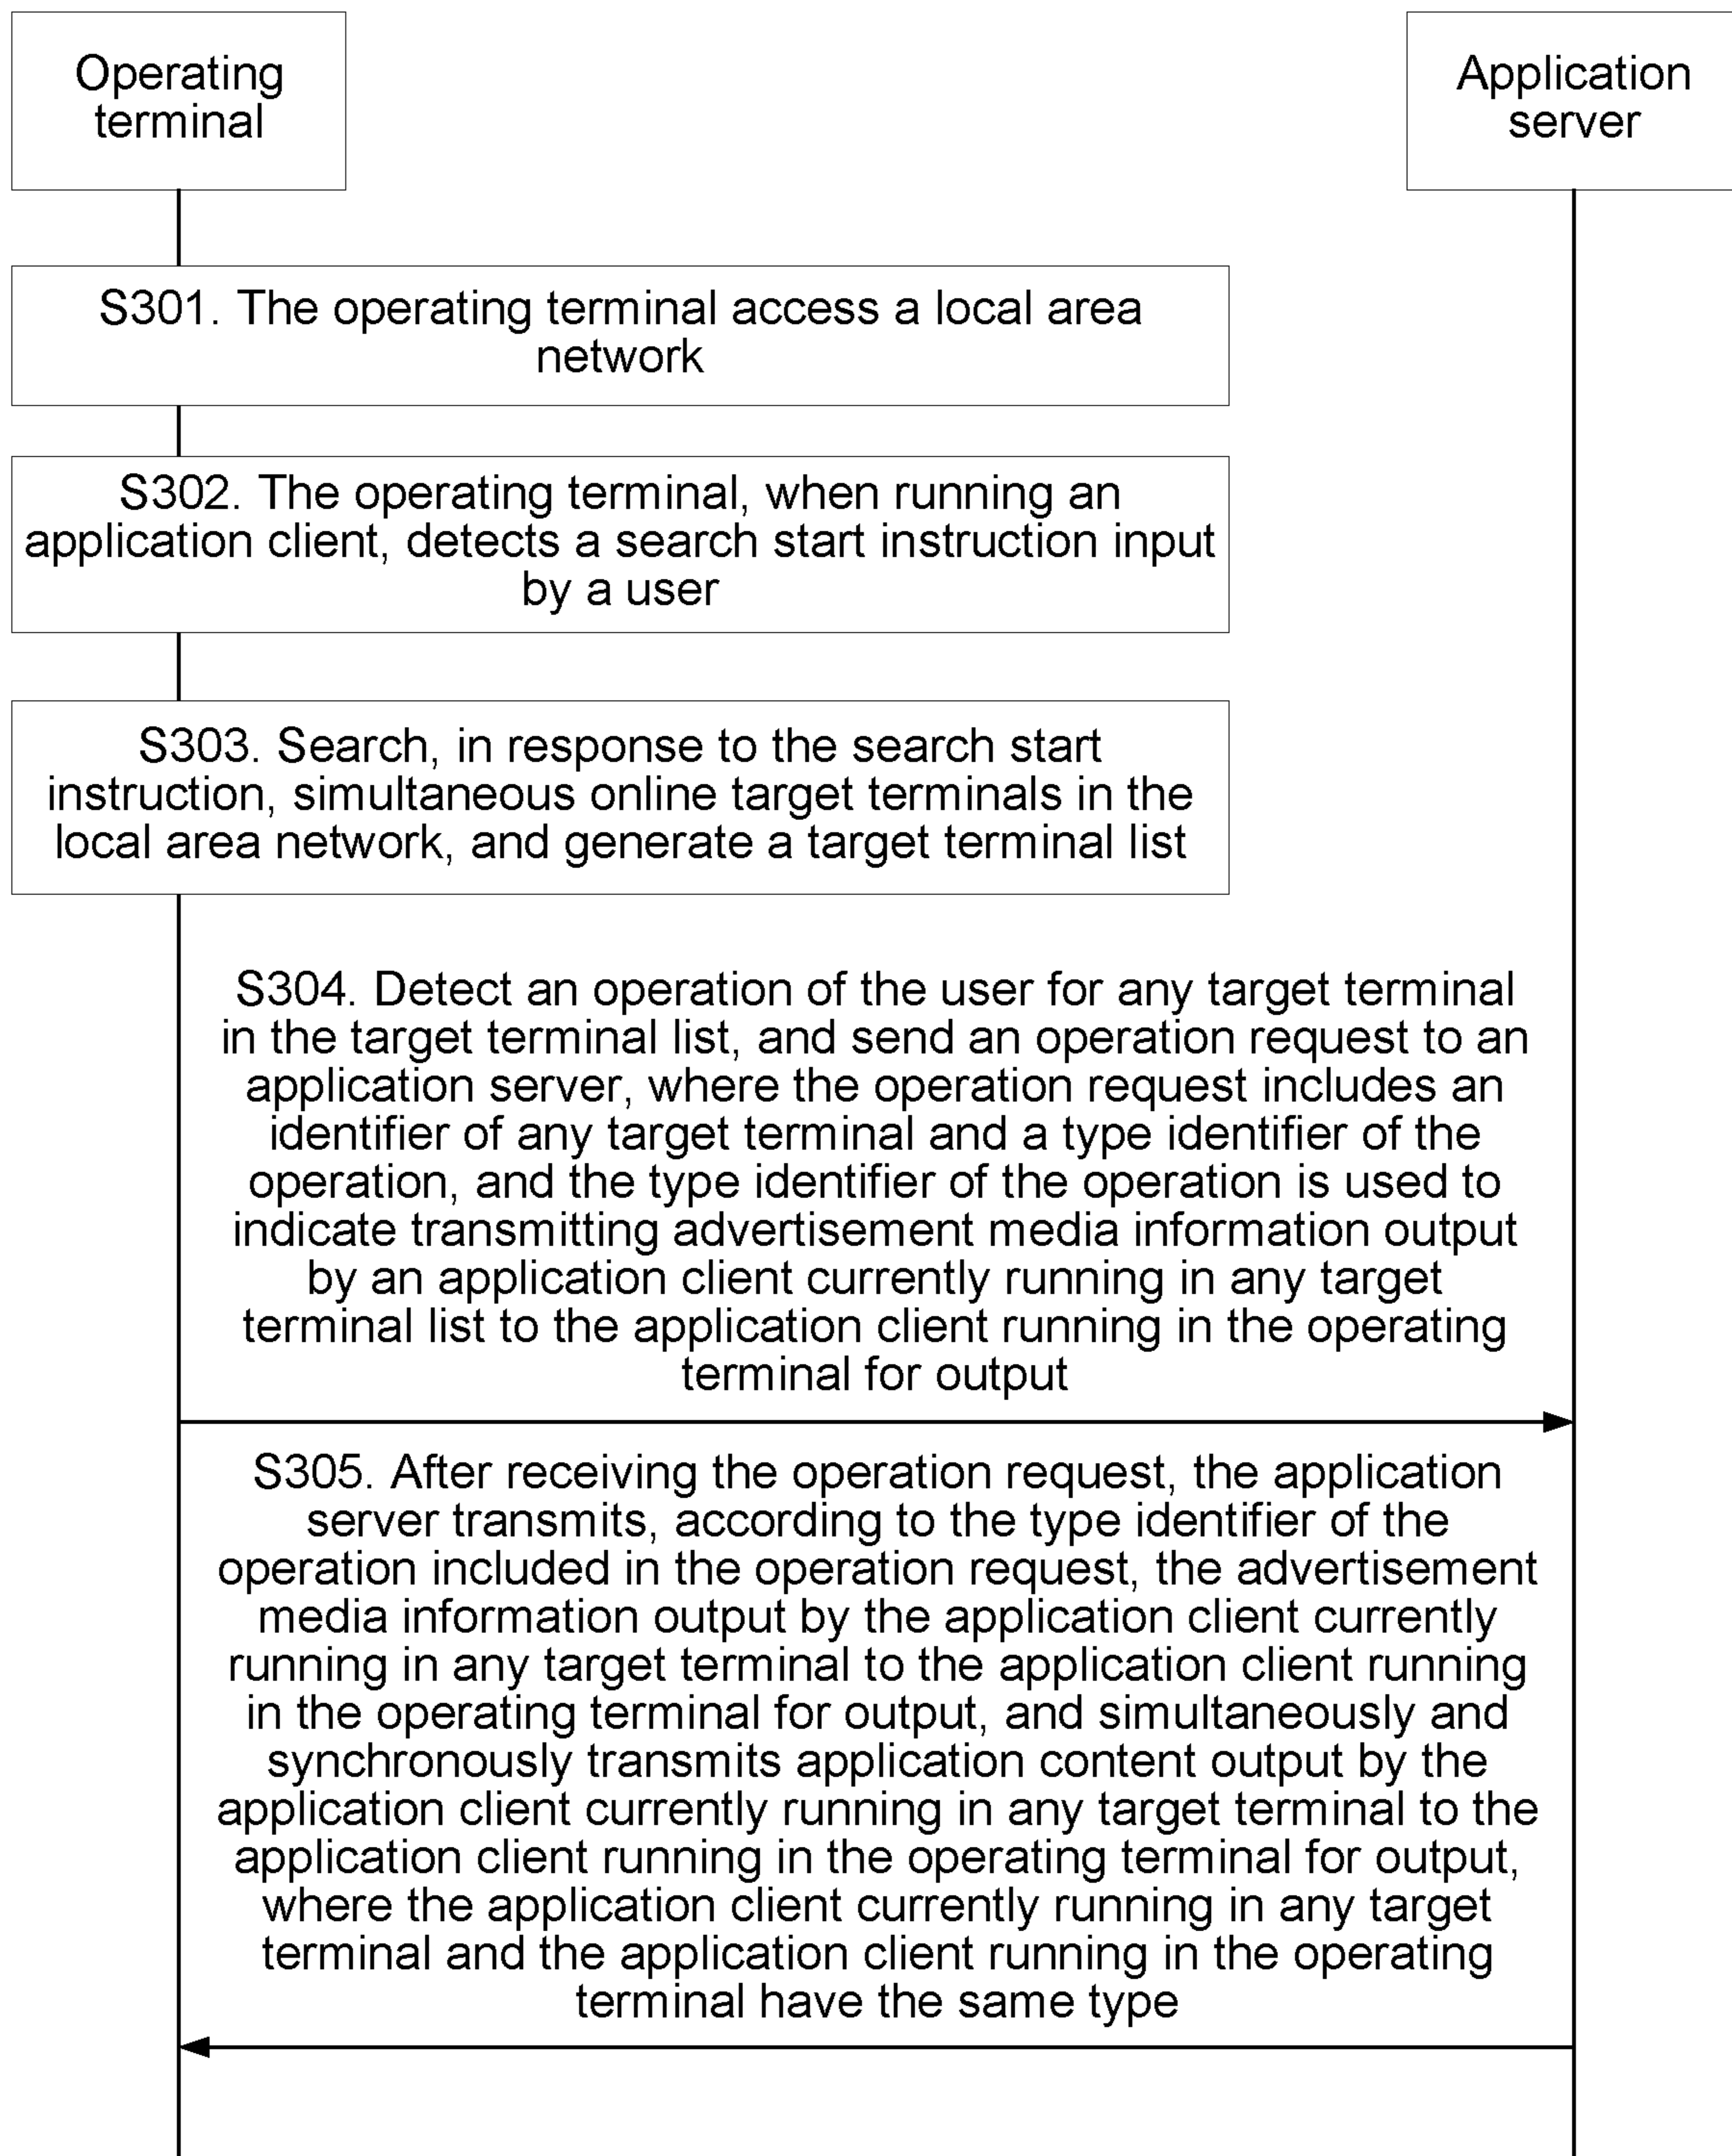 Operating
terminal
Application
server
S301. The operating terminal access a local area
network
S302. The operating terminal, when running an
application client, detects a search start instruction input
by a user
S303. Search, in response to the search start
instruction, simultaneous online target terminals in the
local area network, and generate a target terminal list
S304. Detect an operation of the user for any target terminal
in the target terminal list, and send an operation request to an
application server, where the operation request includes an
identifier of any target terminal and a type identifier of the
operation, and the type identifier of the operation is used to
indicate transmitting advertisement media information output
by an application client currently running in any target
terminal list to the application client running in the operating
terminal for output
S305. After receiving the operation request, the application
server transmits, according to the type identifier of the
operation included in the operation request, the advertisement
media information output by the application client currently
running in any target terminal to the application client running
in the operating terminal for output, and simultaneously and
synchronously transmits application content output by the
application client currently running in any target terminal to the
application client running in the operating terminal for output,
where the application client currently running in any target
terminal and the application client running in the operating
terminal have the same type